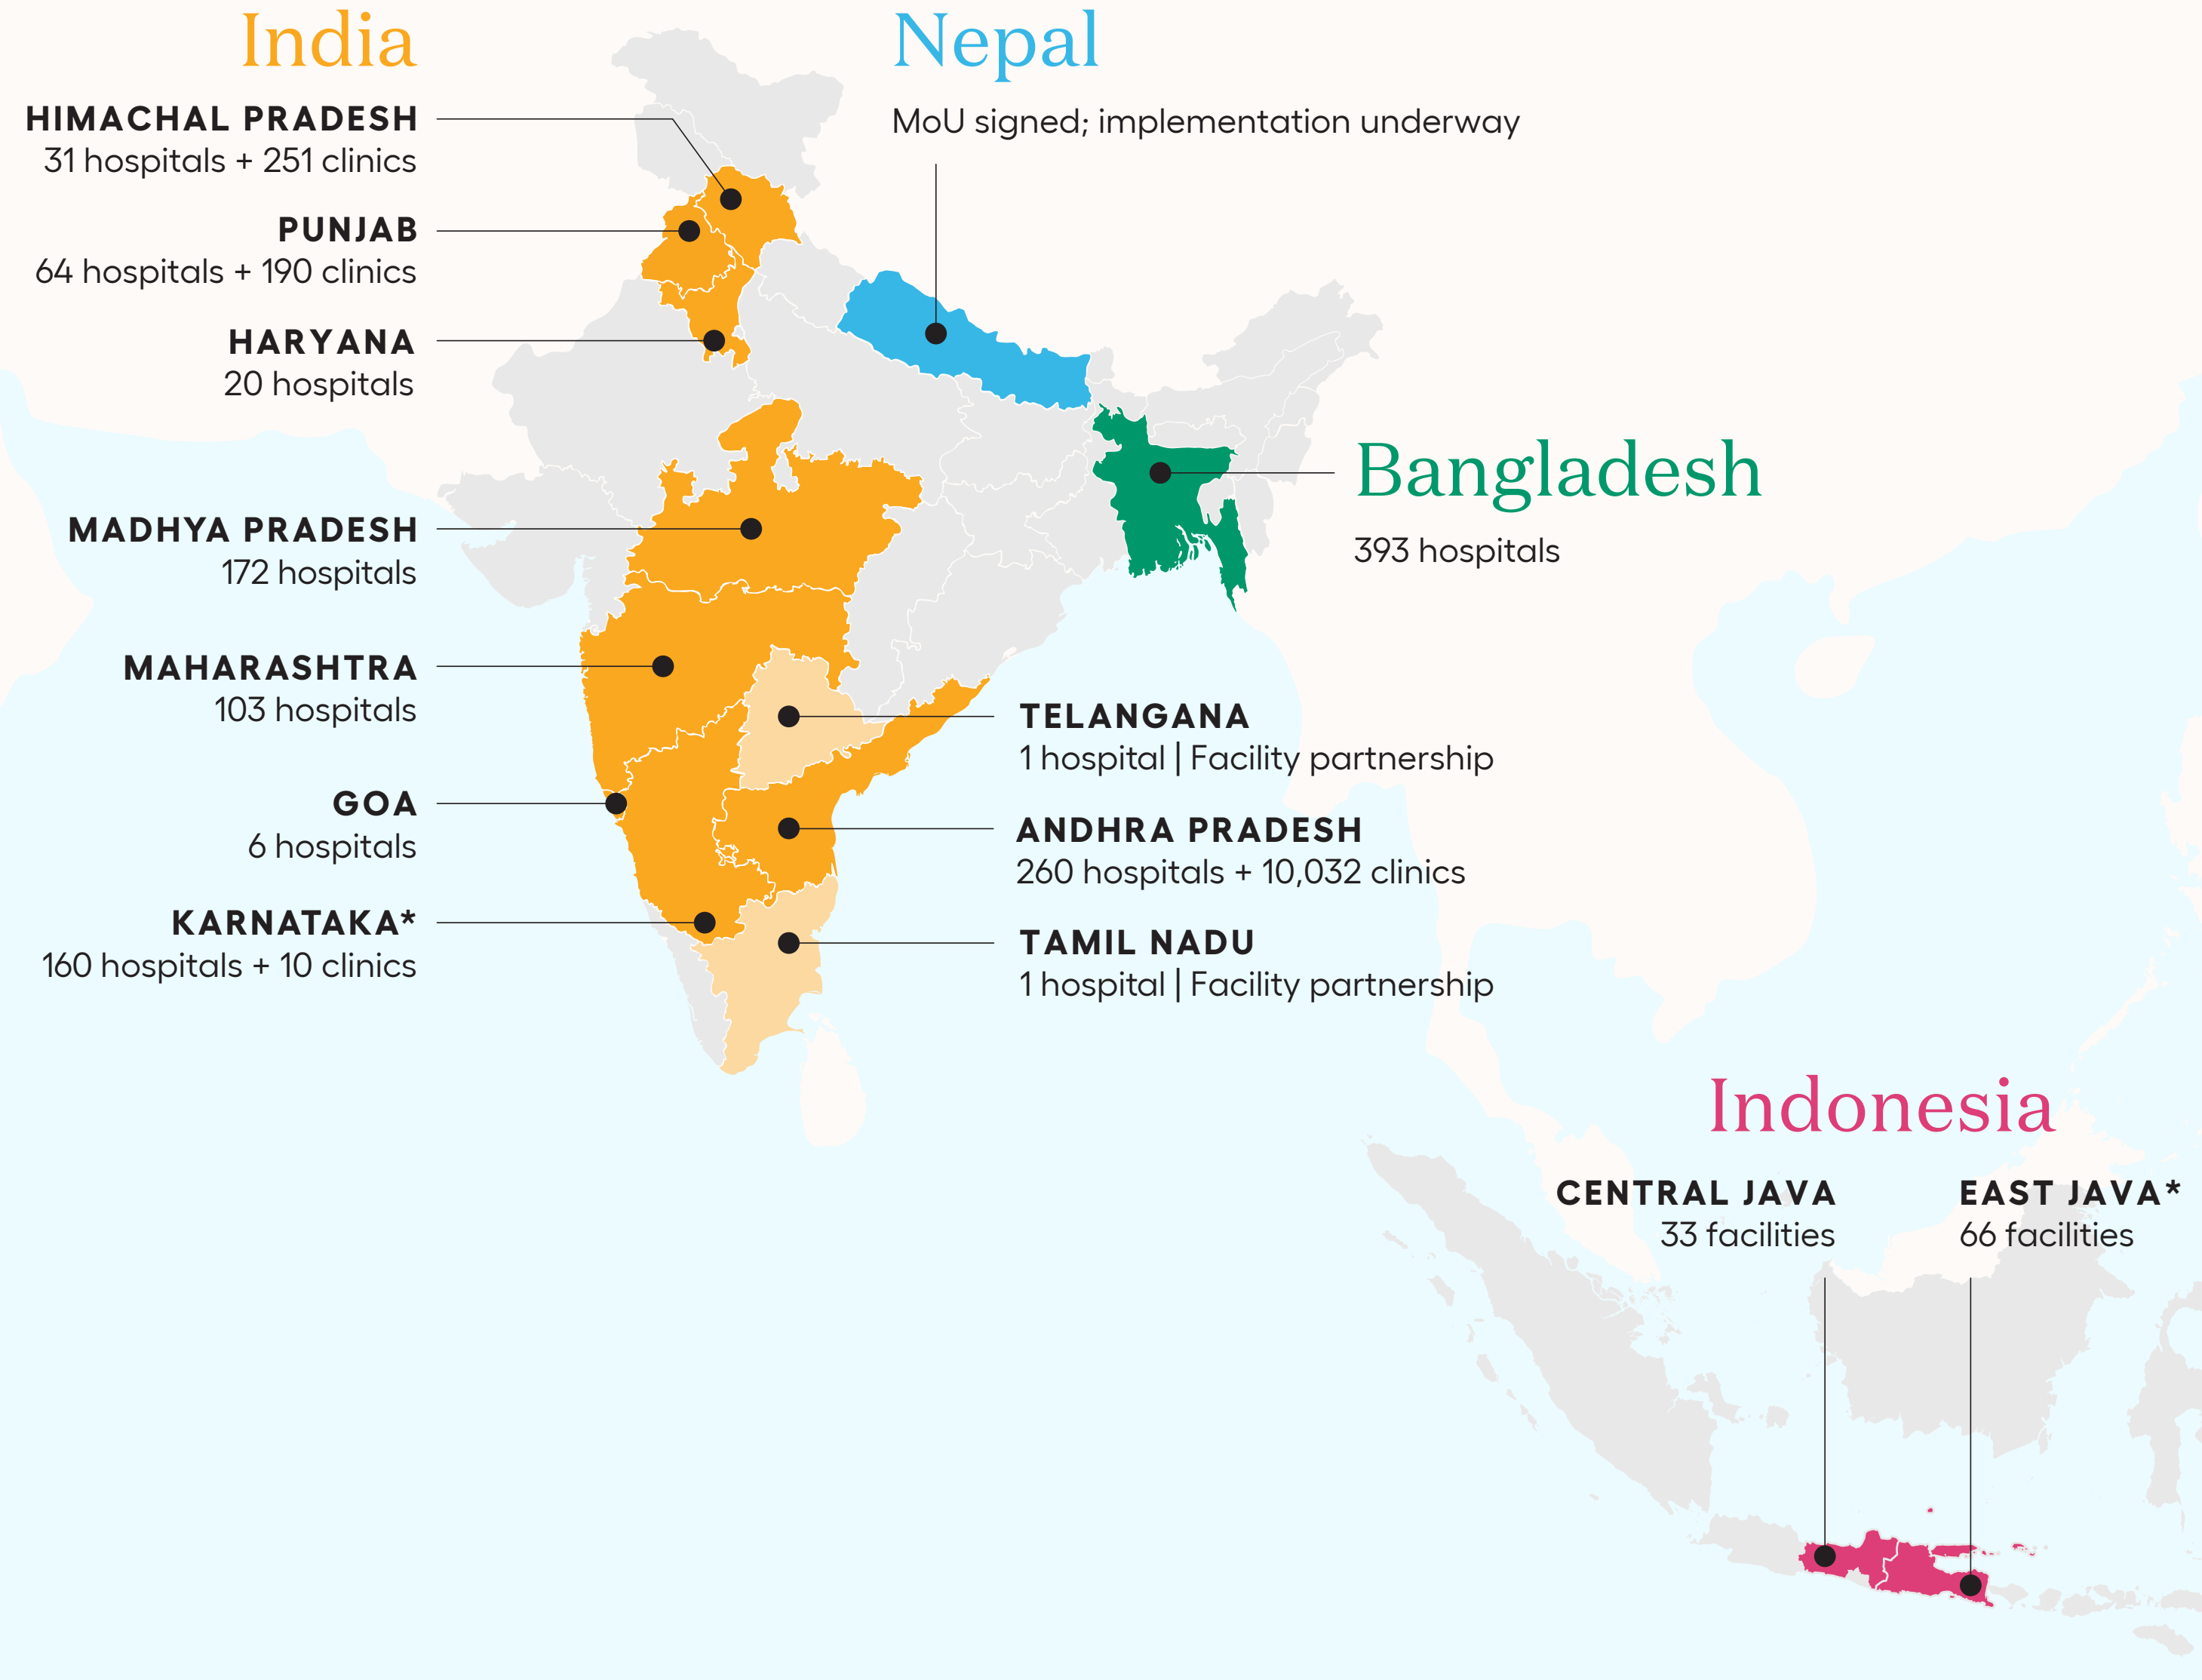 India
HIMACHAL PRADESH
31 hospitals + 251 clinics
PUNJAB
64 hospitals + 190 clinics
HARYANA
20 hospitals
MADHYA PRADESH
172 hospitals
MAHARASHTRA
103 hospitals
GOA
6 hospitals
KARNATAKA*
160 hospitals + 10 clinics
Nepal
MoU signed; implementation underway
Bangladesh
393 hospitals
TELANGANA
1 hospital | Facility partnership
ANDHRA PRADESH
260 hospitals + 10,032 clinics
TAMIL NADU
1 hospital | Facility partnership
Indonesia
CENTRAL JAVA
33 facilities
EAST JAVA*
66 facilities